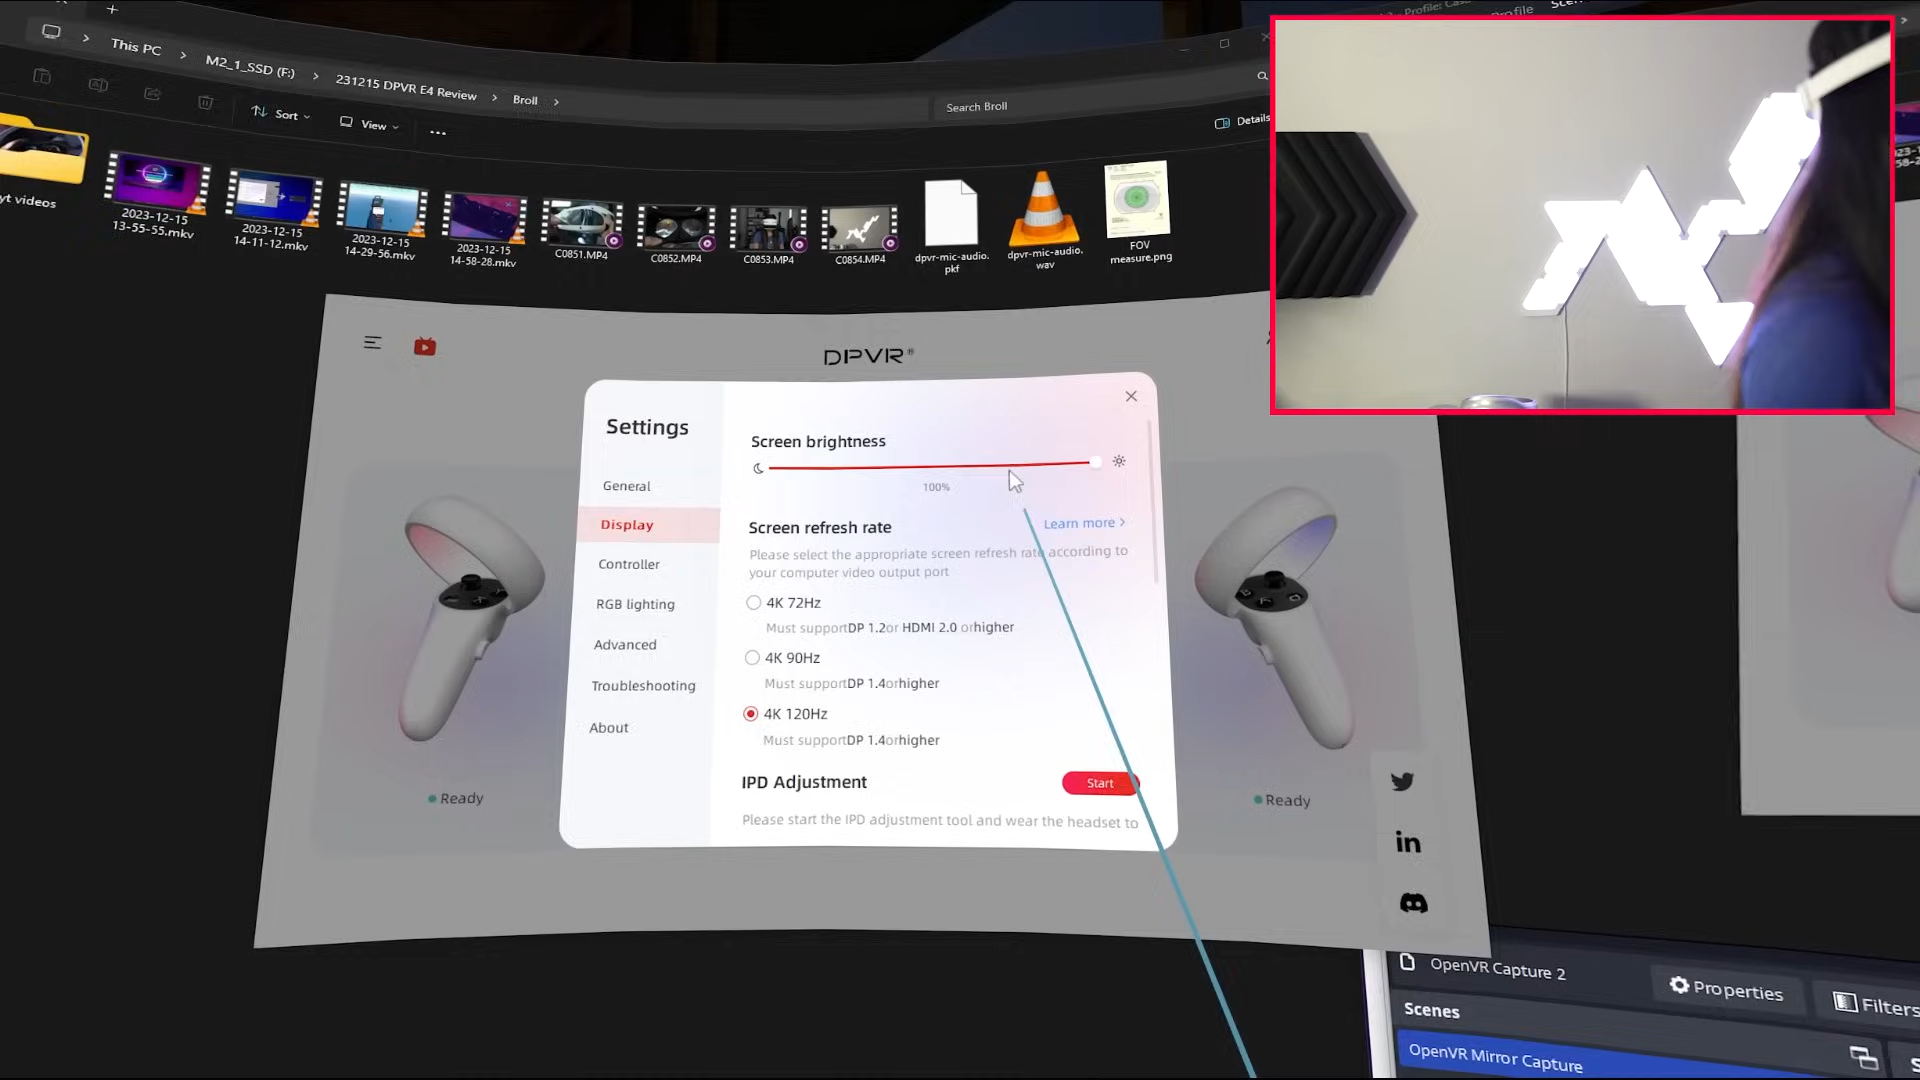 This PC
M2_1_SSD (F:)
231215 DPVR E4 Review
Broll
Search Broll
Sort
View
Details
yt videos
2023-12-15
13-55-55.mkv
2023-12-15
14-11-12.mkv
2023-12-15
14-29-56.mkv
2023-12-15
14-58-28.mkv
C0851.MP4
C0852.MP4
C0853.MP4
C0854.MP4
dpvr-mic-audio.
pkf
dpvr-mic-audio.
wav
FOV
measure.png
DPVR®
Settings
General
Display
Controller
RGB lighting
Advanced
Troubleshooting
About
Screen brightness
100%
Screen refresh rate
Learn more >
Please select the appropriate screen refresh rate according to
your computer video output port
4K 72Hz
Must supportDP 1.2or HDMI 2.0 orhigher
4K 90Hz
Must supportDP 1.4orhigher
4K 120Hz
Must supportDP 1.4orhigher
IPD Adjustment
Start
Please start the IPD adjustment tool and wear the headset to
Ready
Ready
in
OpenVR Capture 2
Properties
Filters
Scenes
OpenVR Mirror Capture